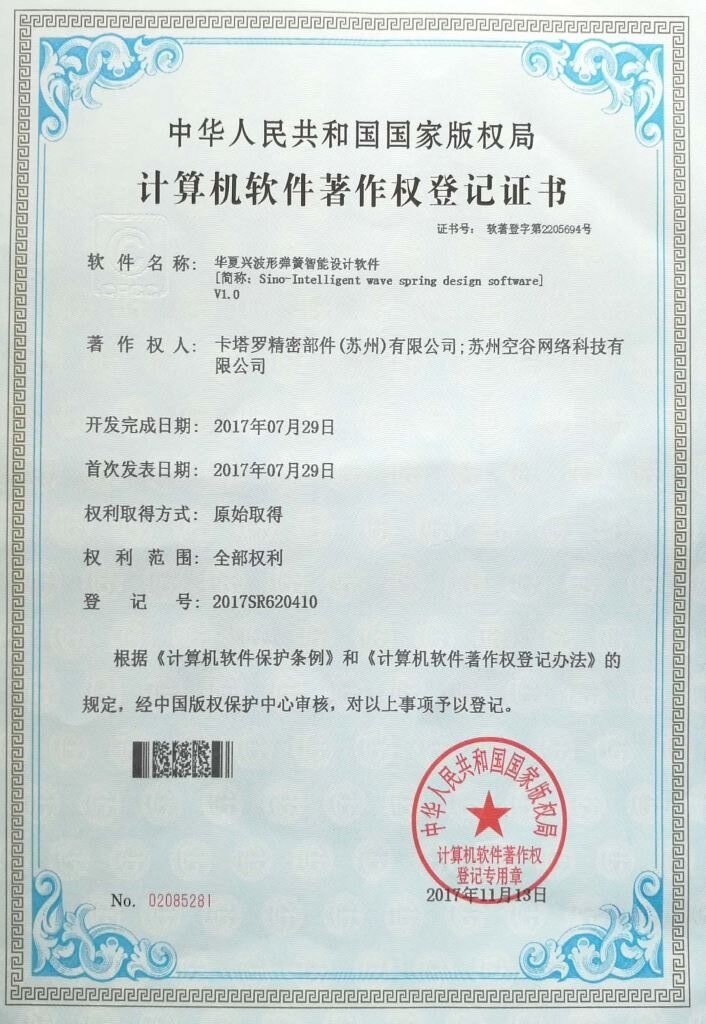 中华人民共和国国家版权局
计算机软件著作权登记证书
证书号： 软著登字第2205694号
软件名称： 华夏兴波形弹簧智能设计软件
[简称：Sino-Intelligent wave spring design software]
V1.0
著作权人： 卡塔罗精密部件(苏州)有限公司;苏州空谷网络科技有
限公司
开发完成日期： 2017年07月29日
首次发表日期： 2017年07月29日
权利取得方式： 原始取得
权利范围： 全部权利
登记号： 2017SR620410
根据《计算机软件保护条例》和《计算机软件著作权登记办法》的
规定，经中国版权保护中心审核，对以上事项予以登记。
中华人民共和国国家版权局
计算机软件著作权
登记专用章
No. 02085281
2017年11月13日